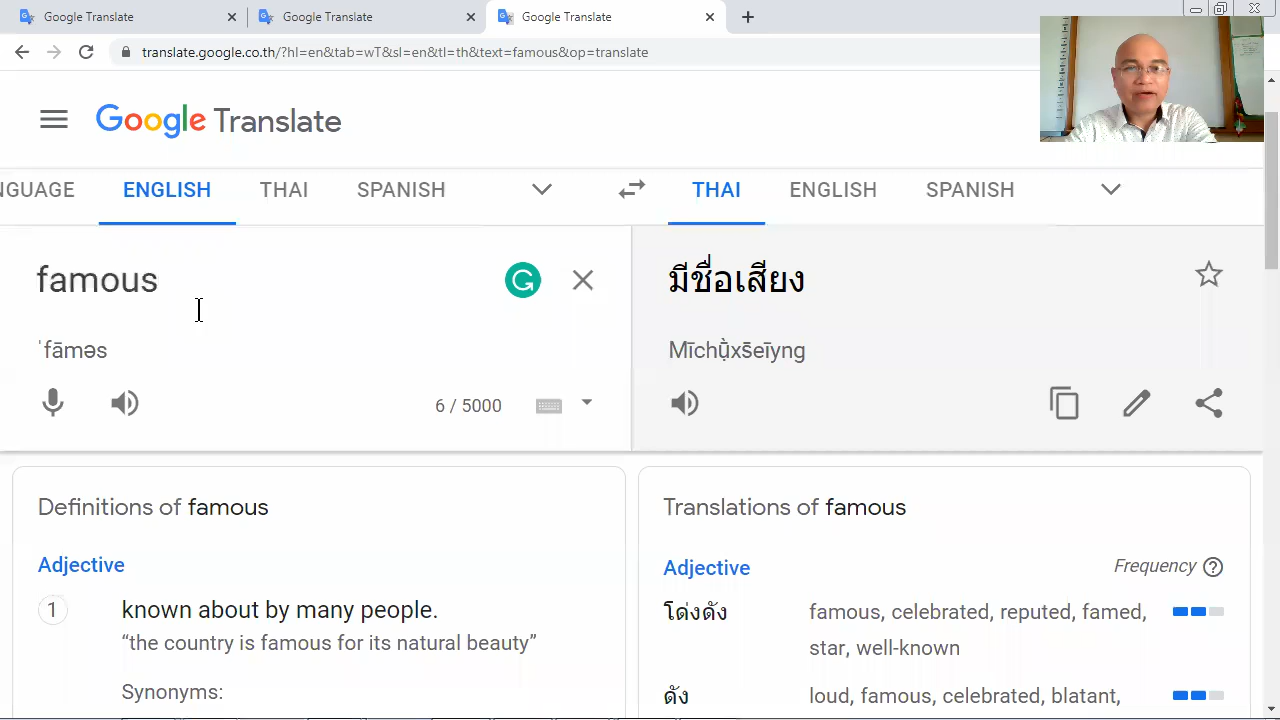 Google Translate
Google Translate
Google Translate
translate.google.co.th/?hl=en&tab=wT&sl=en&tl=th&text=famous&op=translate
Google Translate
NGUAGE ENGLISH THAI SPANISH
THAI ENGLISH SPANISH
famous
ˈfāməs
6 / 5000
มีชื่อเสียง
Mīchụ̄̀xs̄eīyng
Definitions of famous
Adjective
1 known about by many people.
“the country is famous for its natural beauty”
Synonyms:
Translations of famous
Adjective Frequency
โด่งดัง famous, celebrated, reputed, famed,
star, well-known
ดัง loud, famous, celebrated, blatant,